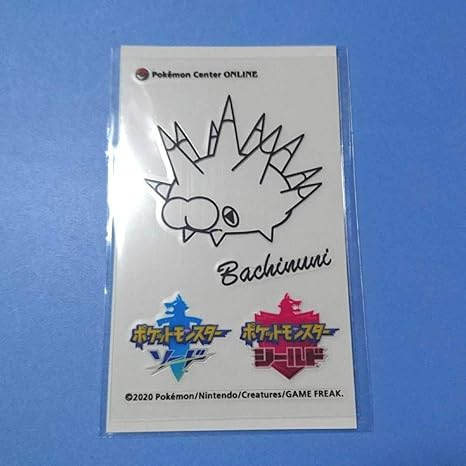 Pokémon Center ONLINE
Bachinuni
ポケットモンスター
ソード
ポケットモンスター
シールド
©2020 Pokémon/Nintendo/Creatures/GAME FREAK.